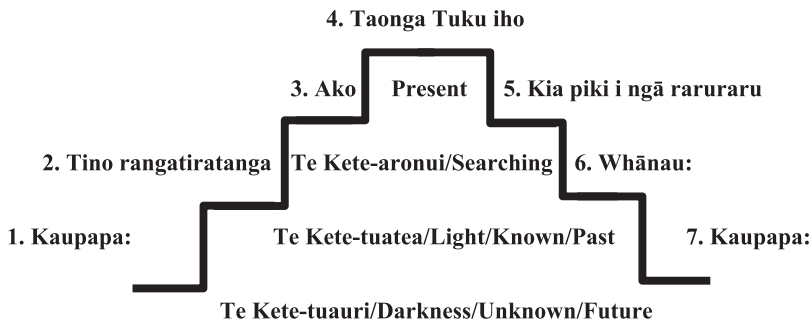 4. Taonga Tuku iho
3. Ako Present 5. Kia piki i ngā raruraru
2. Tino rangatiratanga Te Kete-aronui/Searching 6. Whānau:
1. Kaupapa: Te Kete-tuatea/Light/Known/Past 7. Kaupapa:
Te Kete-tuauri/Darkness/Unknown/Future